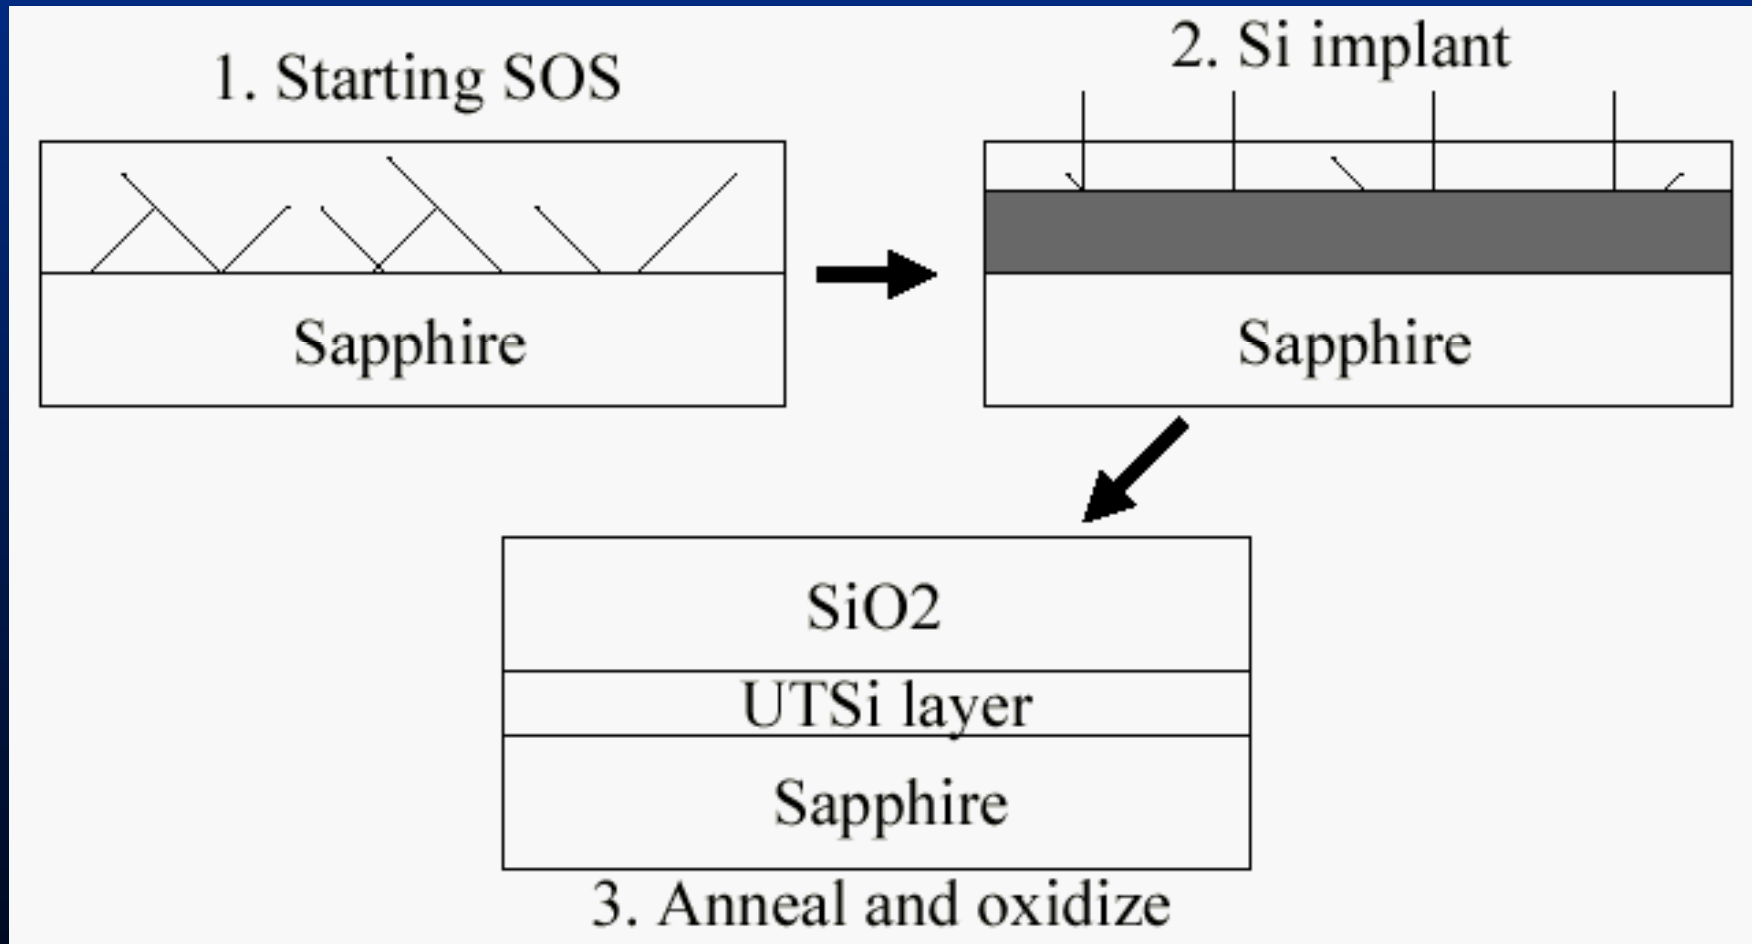 1. Starting SOS
2. Si implant
Sapphire
Sapphire
SiO2
UTSi layer
Sapphire
3. Anneal and oxidize